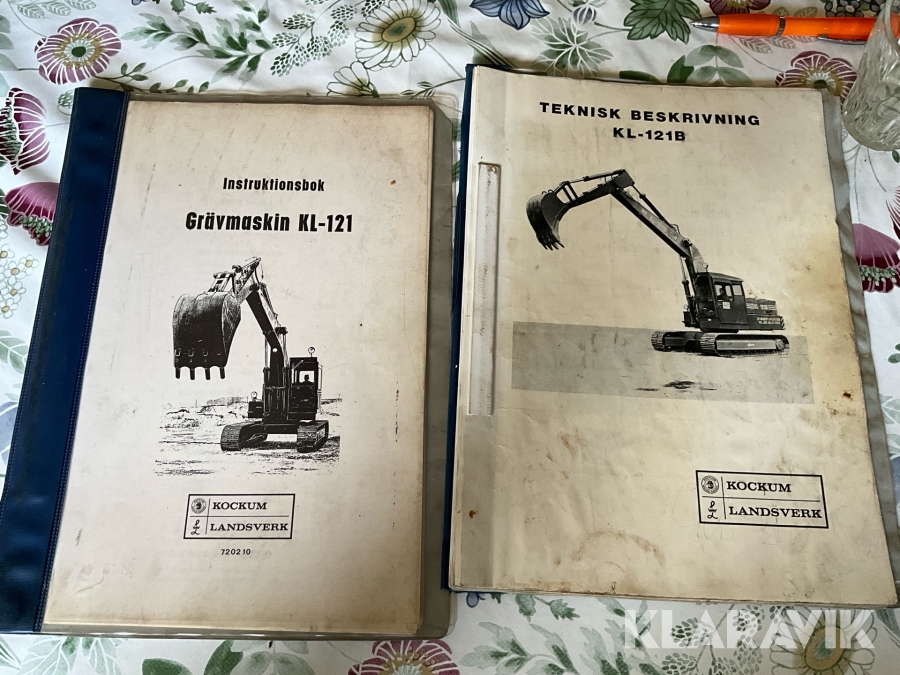 Instruktionsbok
Grävmaskin KL-121
KOCKUM
LANDSVERK
720210
TEKNISK BESKRIVNING
KL-121B
KOCKUM
LANDSVERK
KLARAVIK